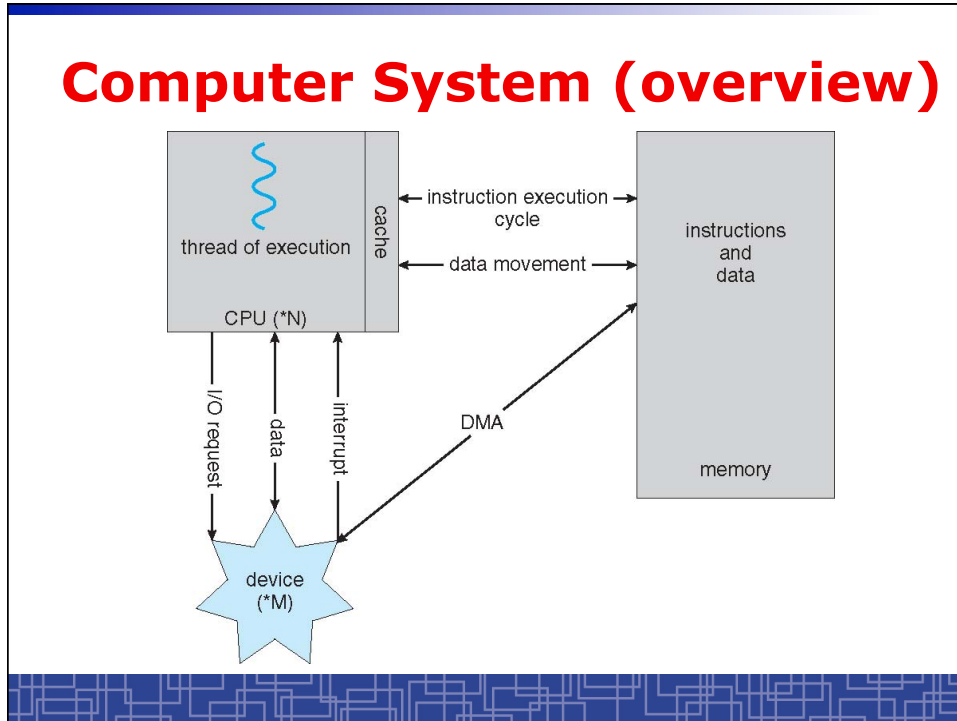 Computer System (overview)
thread of execution
cache
CPU (*N)
instruction execution
cycle
data movement
instructions
and
data
memory
I/O request
data
interrupt
DMA
device
(*M)